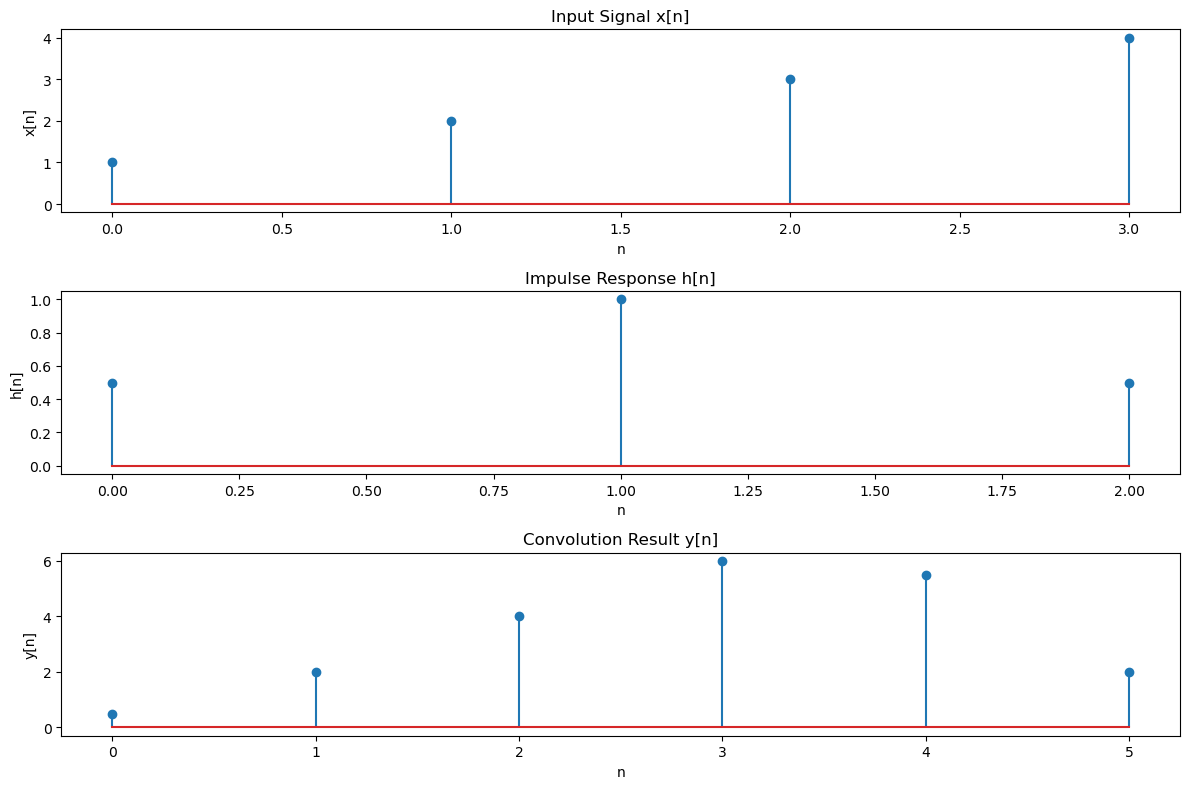 Input Signal x[n]
4
3
2
1
0
x[n]
0.0 0.5 1.0 1.5 2.0 2.5 3.0
n
Impulse Response h[n]
1.0
0.8
0.6
0.4
0.2
0.0
h[n]
0.00 0.25 0.50 0.75 1.00 1.25 1.50 1.75 2.00
n
Convolution Result y[n]
6
4
2
0
y[n]
0 1 2 3 4 5
n